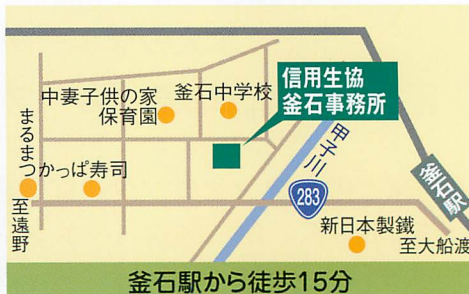 信用生協
釜石事務所
中妻子供の家
保育園
釜石中学校
まるまつ
かっぱ寿司
甲子川
283
釜石駅
至遠野
新日本製鐵
至大船渡
釜石駅から徒歩15分